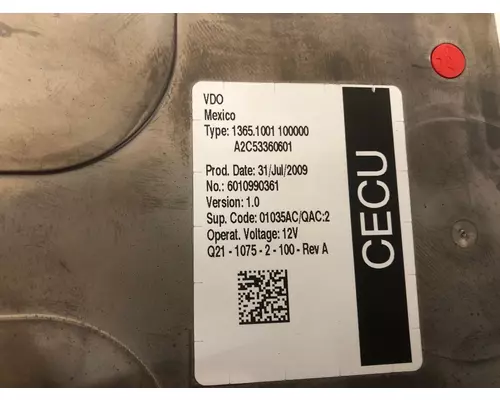 VDO
Mexico
Type: 1365.1001 100000
A2C53360601
Prod. Date: 31/Jul/2009
No.: 6010990361
Version: 1.0
Sup. Code: 01035AC/QAC:2
Operat. Voltage: 12V
Q21 - 1075 - 2 - 100 - Rev A
CECU